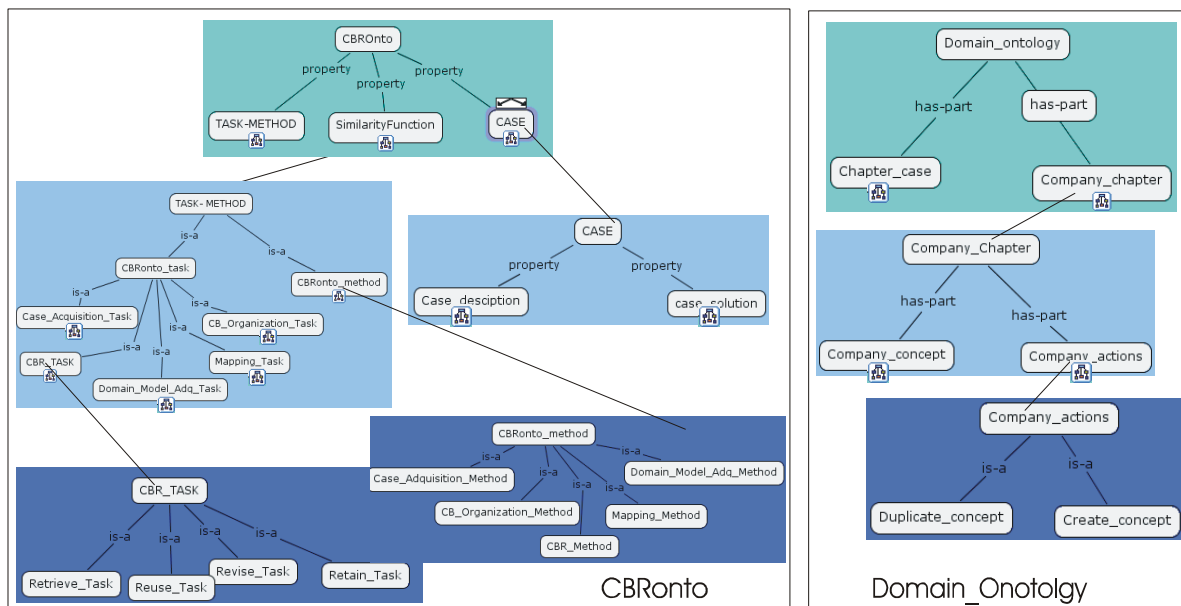 CBROnto
property
property
property
TASK-METHOD
SimilarityFunction
CASE
TASK- METHOD
is-a
is-a
CBRonto_task
CBRonto_method
is-a
is-a
Case_Acquisition_Task
CB_Organization_Task
is-a
is-a
is-a
CBR_TASK
Mapping_Task
Domain_Model_Adq_Task
CASE
property
property
Case_desciption
case_solution
CBRonto_method
is-a
is-a
Case_Adquisition_Method
Domain_Model_Adq_Method
is-a
is-a
is-a
CB_Organization_Method
Mapping_Method
CBR_Method
CBR_TASK
is-a
is-a
is-a
is-a
Retrieve_Task
Reuse_Task
Revise_Task
Retain_Task
CBRonto
Domain_ontology
has-part
has-part
Chapter_case
Company_chapter
Company_Chapter
has-part
has-part
Company_concept
Company_actions
Company_actions
is-a
is-a
Duplicate_concept
Create_concept
Domain_Onotolgy